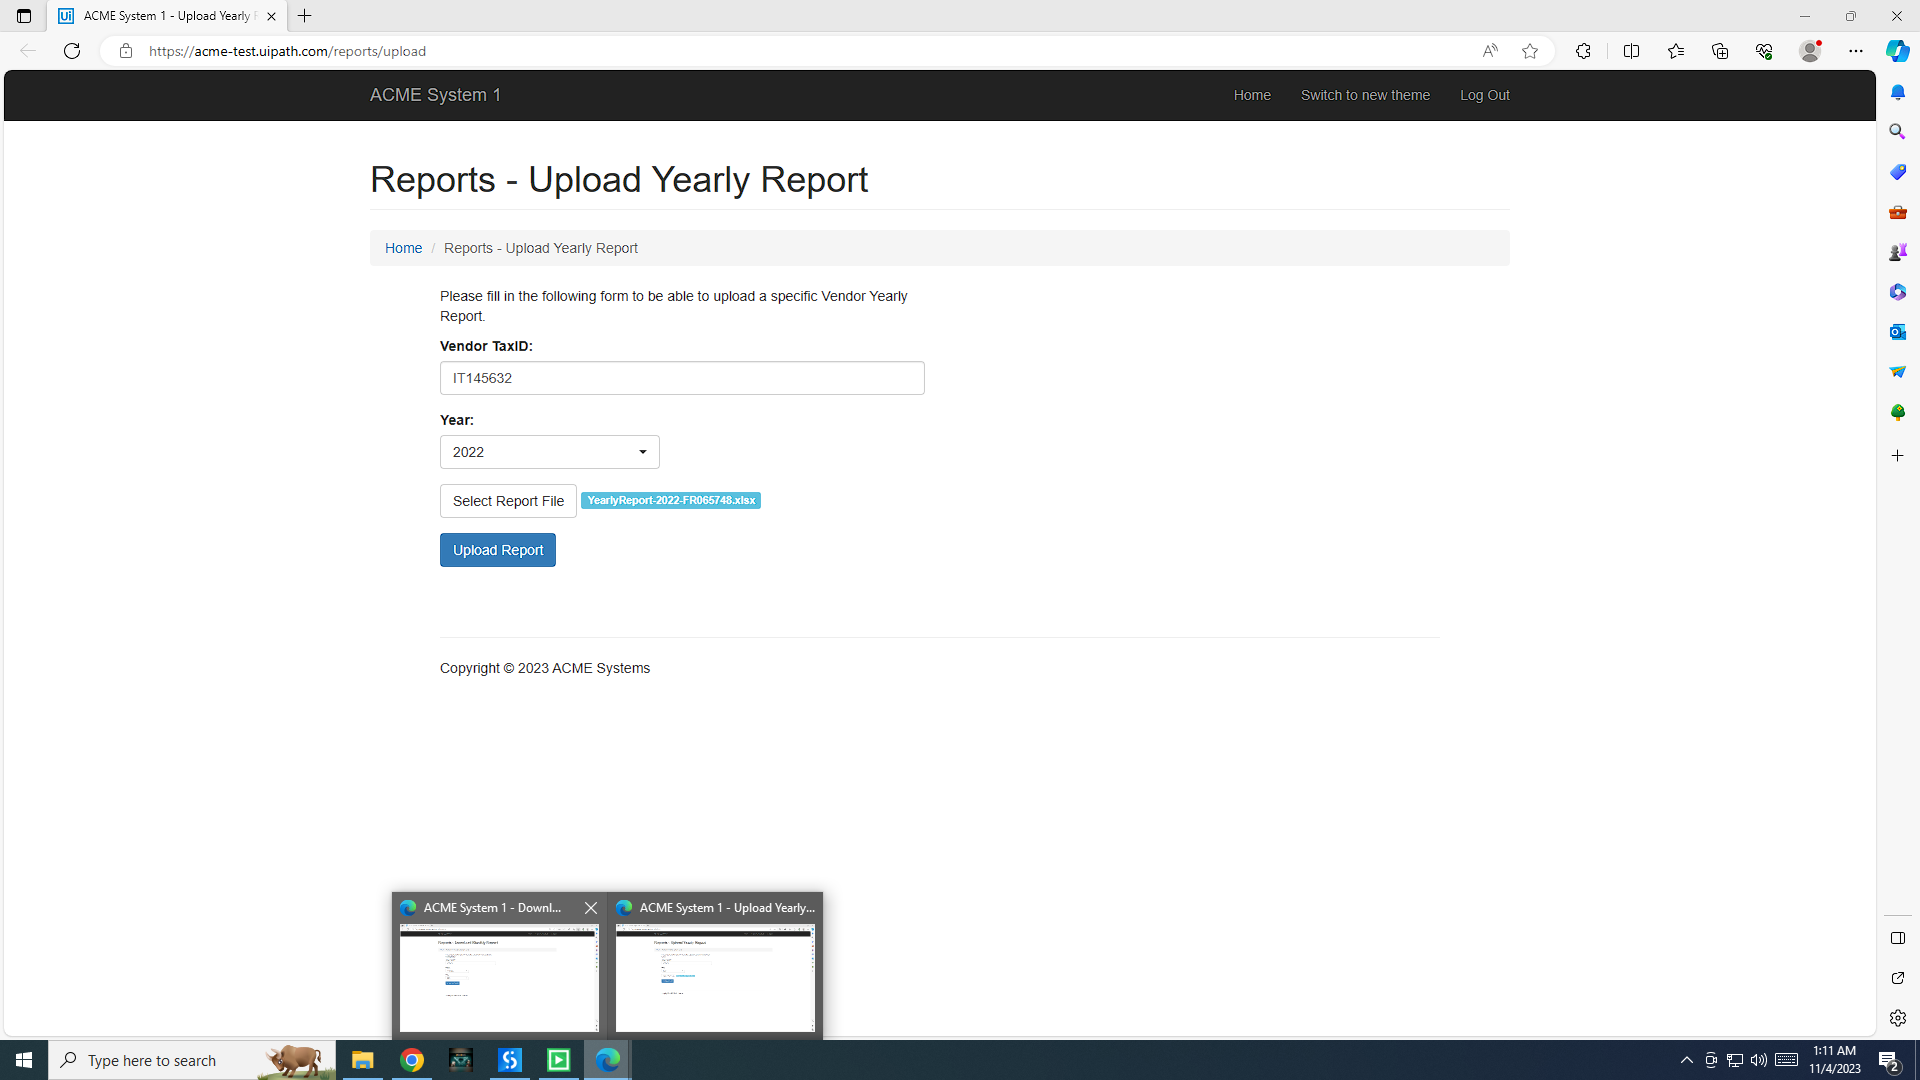 ACME System 1 - Upload Yearly R
https://acme-test.uipath.com/reports/upload
ACME System 1
Home
Switch to new theme
Log Out
Reports - Upload Yearly Report
Home / Reports - Upload Yearly Report
Please fill in the following form to be able to upload a specific Vendor Yearly
Report.
Vendor TaxID:
IT145632
Year:
2022
Select Report File
YearlyReport-2022-FR065748.xlsx
Upload Report
Copyright © 2023 ACME Systems
ACME System 1 - Downl...
ACME System 1 - Upload Yearly...
Type here to search
1:11 AM
11/4/2023
2